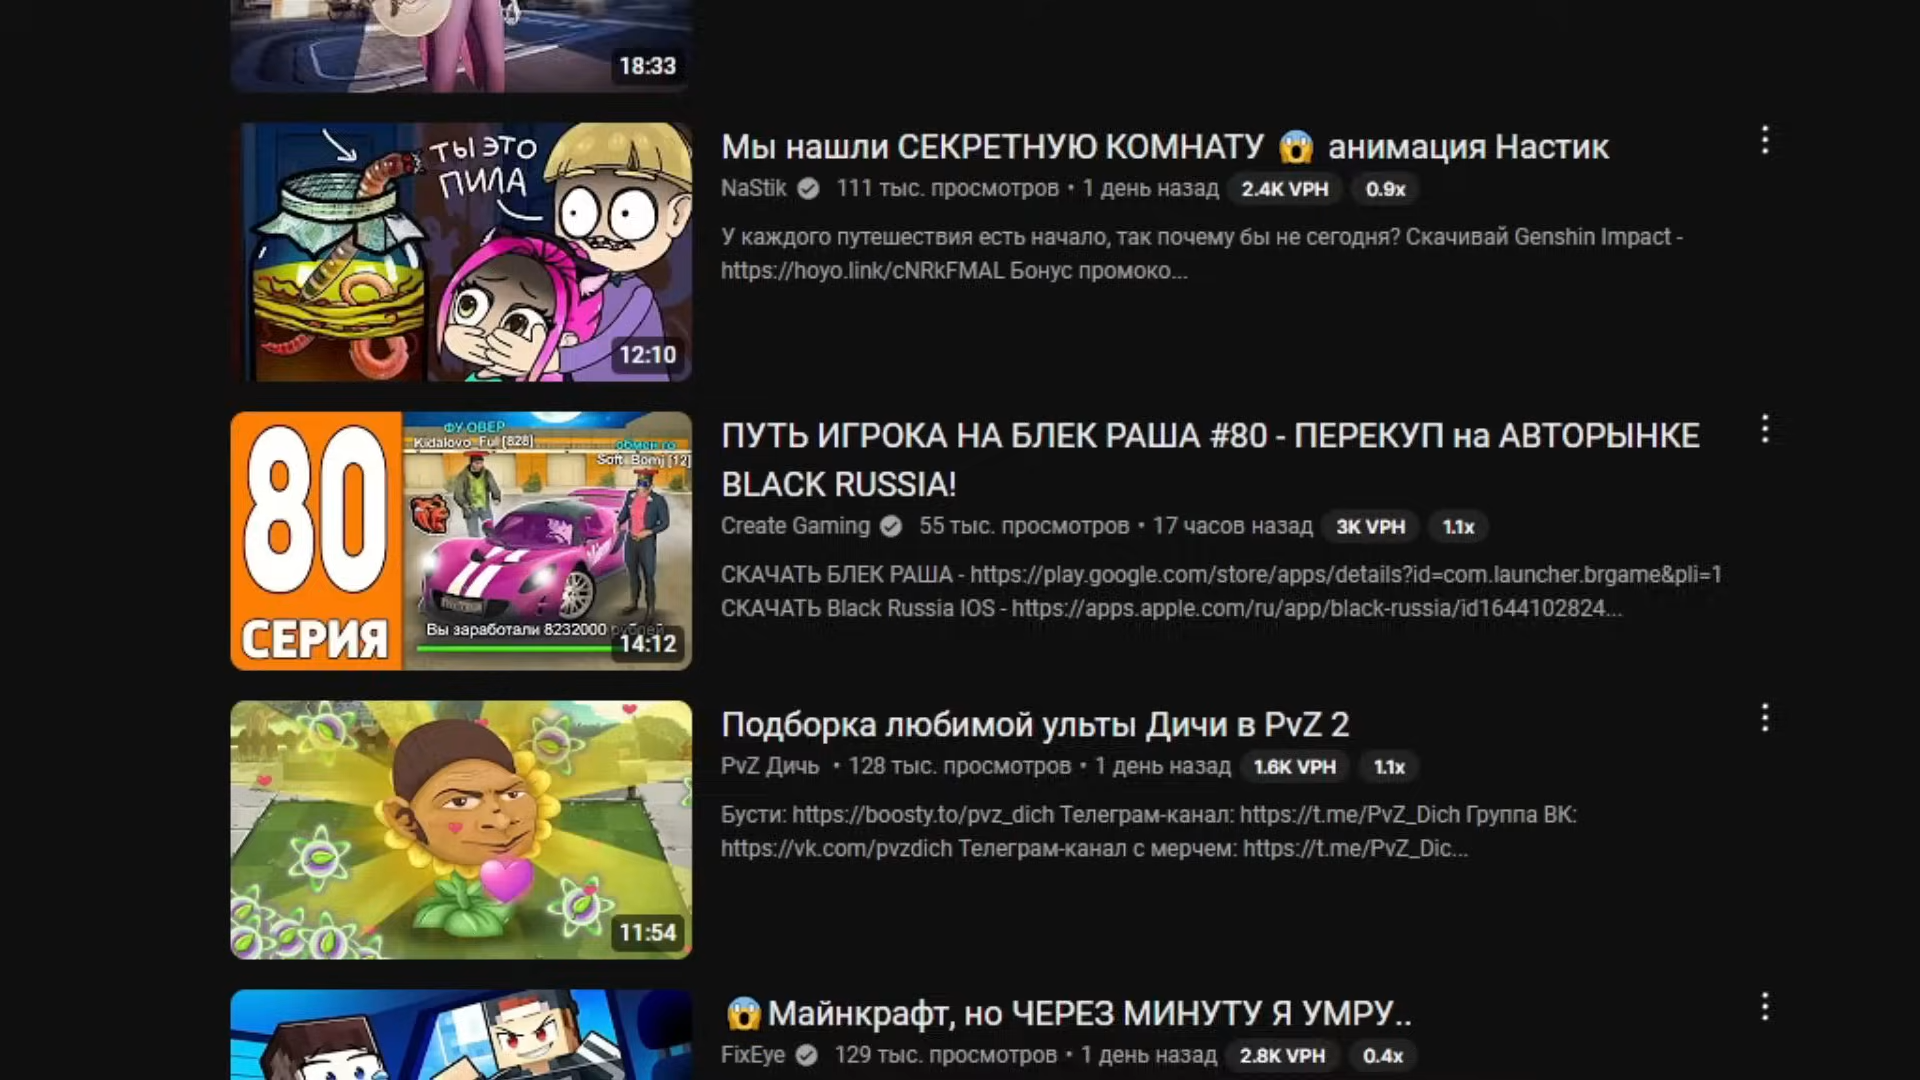 18:33
ТЫ ЭТО
ПИЛА
12:10
Мы нашли СЕКРЕТНУЮ КОМНАТУ 😱 анимация Настик
NaStik 111 тыс. просмотров • 1 день назад 2.4K VPH 0.9x
У каждого путешествия есть начало, так почему бы не сегодня? Скачивай Genshin Impact -
https://hoyo.link/cNRkFMAL Бонус промоко...
80
СЕРИЯ
ФУ ОВЕР
Kidalovo_Ful [828]
Soft_Bomj [12]
Вы заработали 8232000 рублей
14:12
ПУТЬ ИГРОКА НА БЛЕК РАША #80 - ПЕРЕКУП на АВТОРЫНКЕ
BLACK RUSSIA!
Create Gaming 55 тыс. просмотров • 17 часов назад 3K VPH 1.1x
СКАЧАТЬ БЛЕК РАША - https://play.google.com/store/apps/details?id=com.launcher.brgame&pli=1
СКАЧАТЬ Black Russia IOS - https://apps.apple.com/ru/app/black-russia/id1644102824...
11:54
Подборка любимой ульты Дичи в PvZ 2
PvZ Дичь • 128 тыс. просмотров • 1 день назад 1.6K VPH 1.1x
Бусти: https://boosty.to/pvz_dich Телеграм-канал: https://t.me/PvZ_Dich Группа ВК:
https://vk.com/pvzdich Телеграм-канал с мерчем: https://t.me/PvZ_Dic...
😱Майнкрафт, но ЧЕРЕЗ МИНУТУ Я УМРУ..
FixEye 129 тыс. просмотров • 1 день назад 2.8K VPH 0.4x